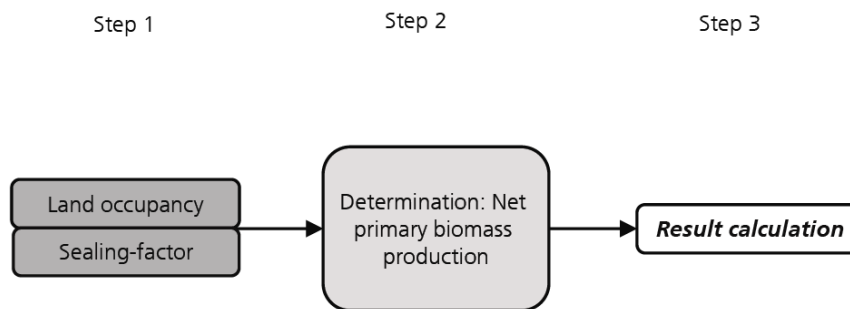 Step 1
Step 2
Step 3
Land occupancy
Sealing-factor
Determination: Net
primary biomass
production
Result calculation